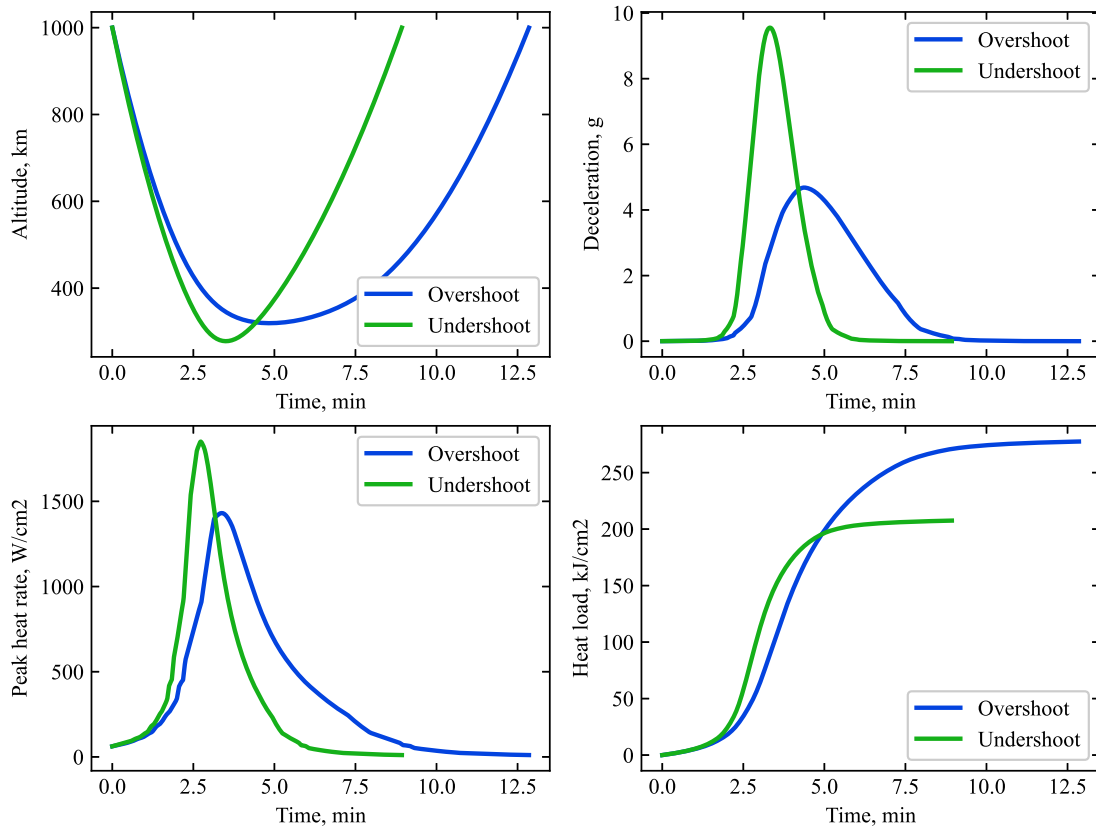 1000
800
600
400
Altitude, km
Overshoot
Undershoot
0.0 2.5 5.0 7.5 10.0 12.5
Time, min
10
8
6
4
2
0
Deceleration, g
Overshoot
Undershoot
0.0 2.5 5.0 7.5 10.0 12.5
Time, min
1500
1000
500
0
Peak heat rate, W/cm2
Overshoot
Undershoot
0.0 2.5 5.0 7.5 10.0 12.5
Time, min
250
200
150
100
50
0
Heat load, kJ/cm2
Overshoot
Undershoot
0.0 2.5 5.0 7.5 10.0 12.5
Time, min